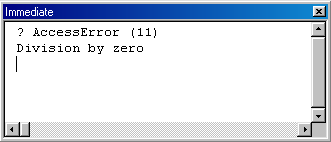 Immediate
? AccessError (11)
Division by zero